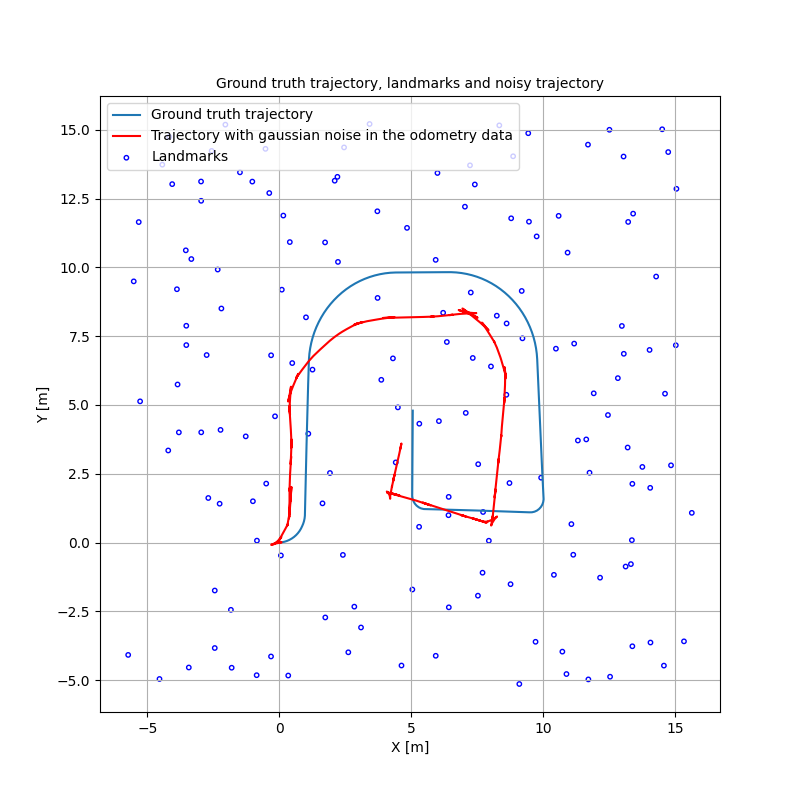 Ground truth trajectory, landmarks and noisy trajectory
Ground truth trajectory
Trajectory with gaussian noise in the odometry data
Landmarks
15.0
12.5
10.0
7.5
5.0
2.5
0.0
−2.5
−5.0
Y [m]
−5 0 5 10 15
X [m]